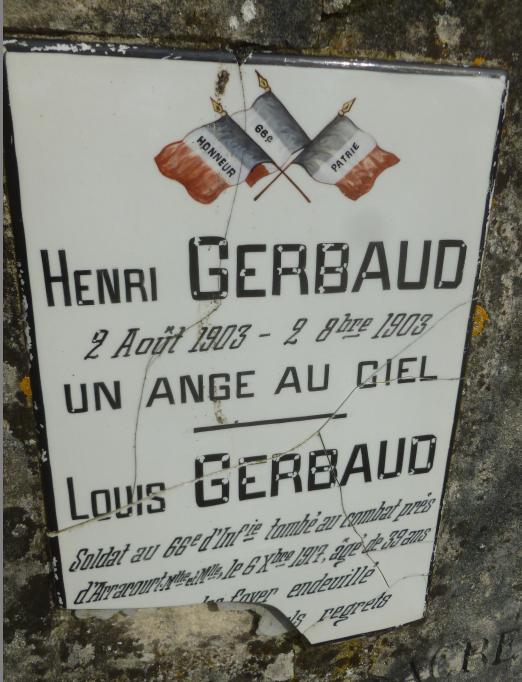 HONNEUR
66e
PATRIE
HENRI GERBAUD
2 Août 1903 - 2 8bre 1903
UN ANGE AU CIEL
LOUIS GERBAUD
Soldat au 66e d'Infie tombé au combat près
d'Arracourt Mthe et Mlle, le 6 Xbre 1917, âgé de 39 ans
foyer endeuillé
regrets